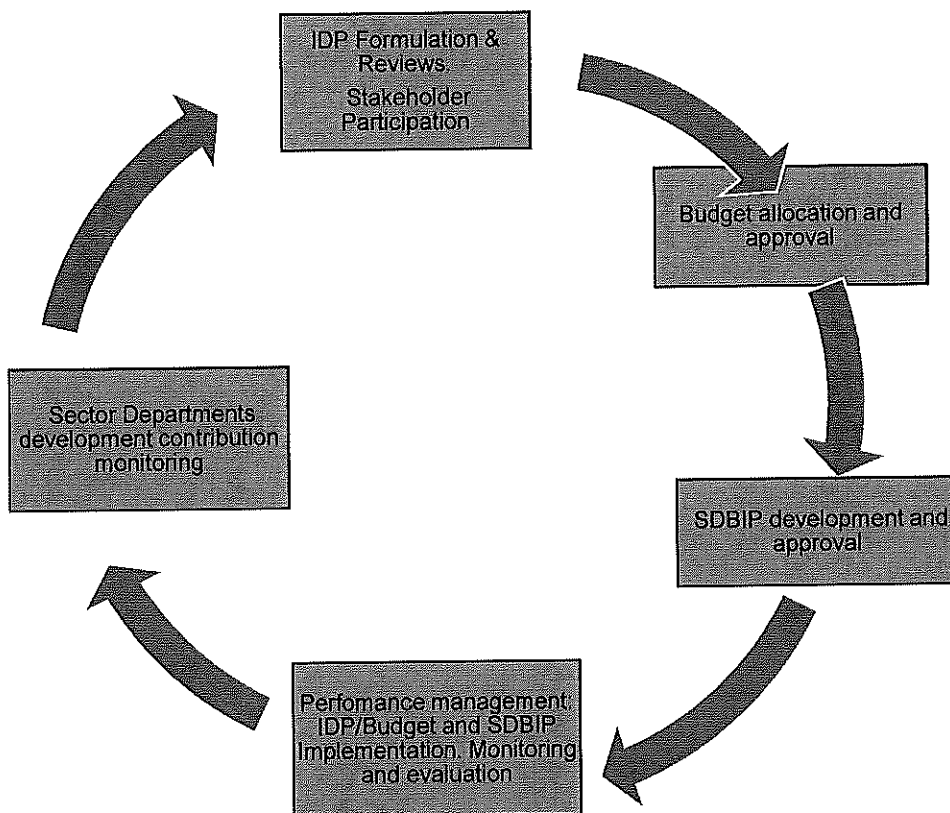 IDP Formulation &
Reviews
Stakeholder
Participation
Budget allocation and
approval
SDBIP development and
approval
Perfomance management:
IDP/Budget and SDBIP
Implementation, Monitoring
and evaluation
Sector Departments
development contribution
monitoring